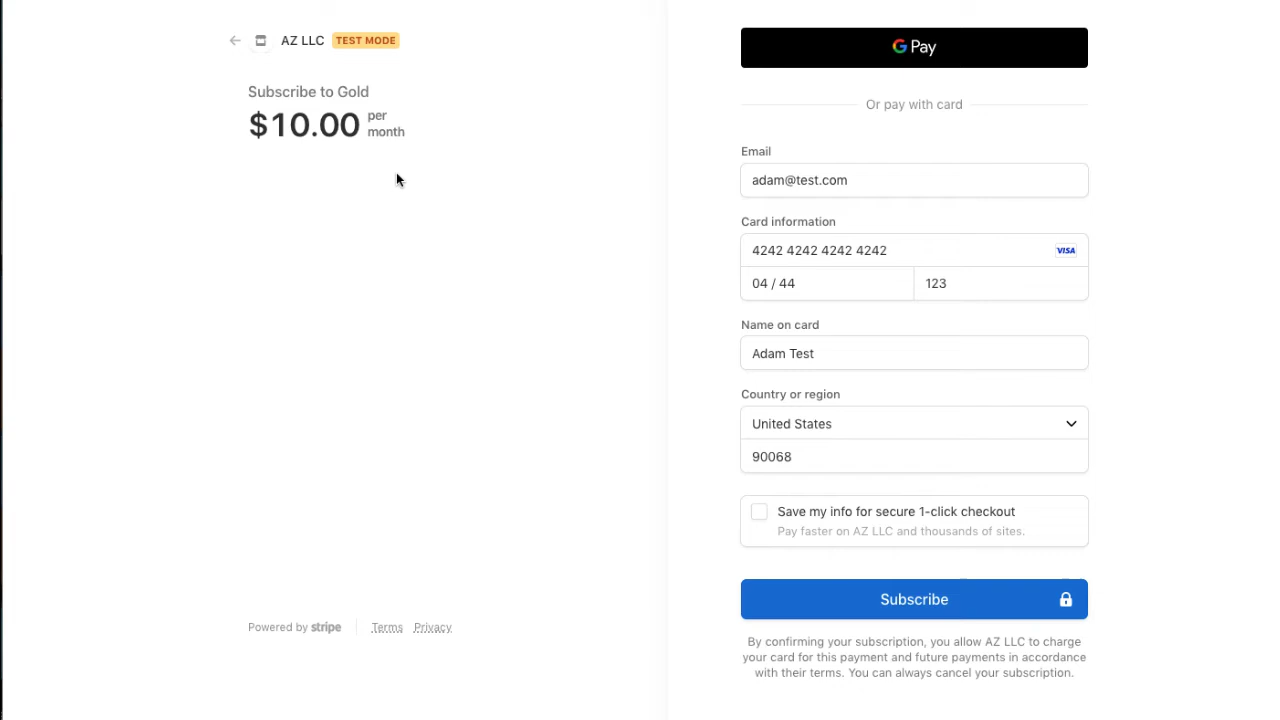 AZ LLC TEST MODE
Subscribe to Gold
$10.00 per month
Powered by stripe Terms Privacy
G Pay
Or pay with card
Email
adam@test.com
Card information
4242 4242 4242 4242 VISA
04 / 44 123
Name on card
Adam Test
Country or region
United States
90068
Save my info for secure 1-click checkout
Pay faster on AZ LLC and thousands of sites.
Subscribe
By confirming your subscription, you allow AZ LLC to charge
your card for this payment and future payments in accordance
with their terms. You can always cancel your subscription.